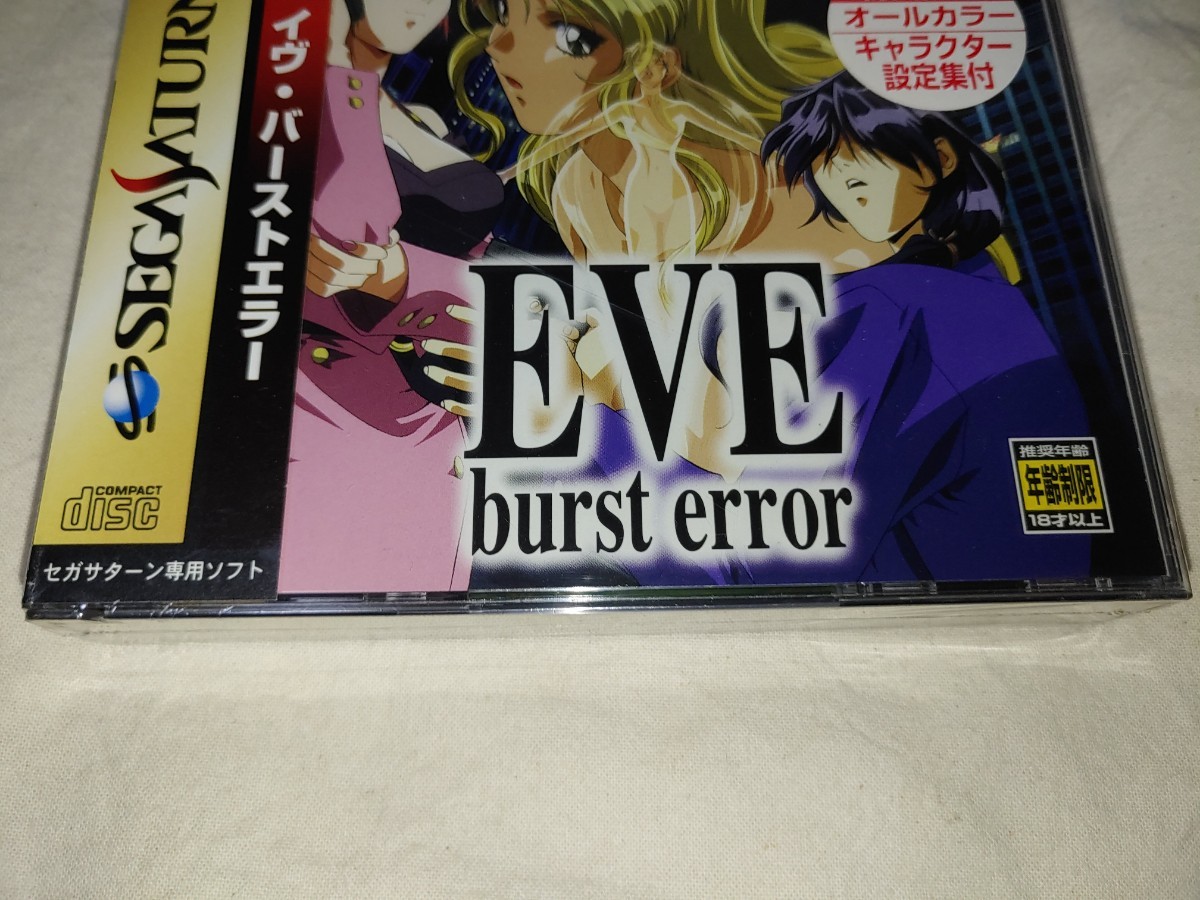 SEGA SATURN
COMPACT
disc
セガサターン専用ソフト
イヴ・バーストエラー
オールカラー
キャラクター
設定集付
EVE
burst error
推奨年齢
年齢制限
18才以上